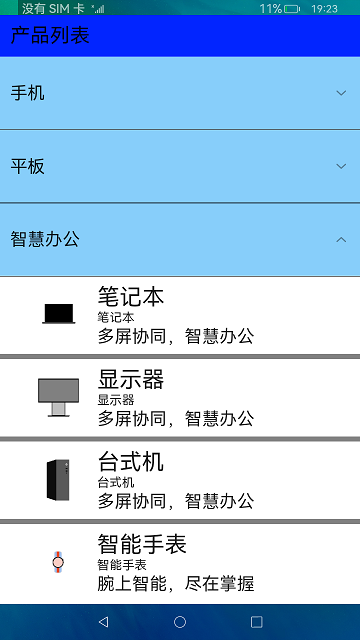 没有 SIM 卡 11% 19:23
产品列表
手机
平板
智慧办公
笔记本
笔记本
多屏协同，智慧办公
显示器
显示器
多屏协同，智慧办公
台式机
台式机
多屏协同，智慧办公
智能手表
智能手表
腕上智能，尽在掌握